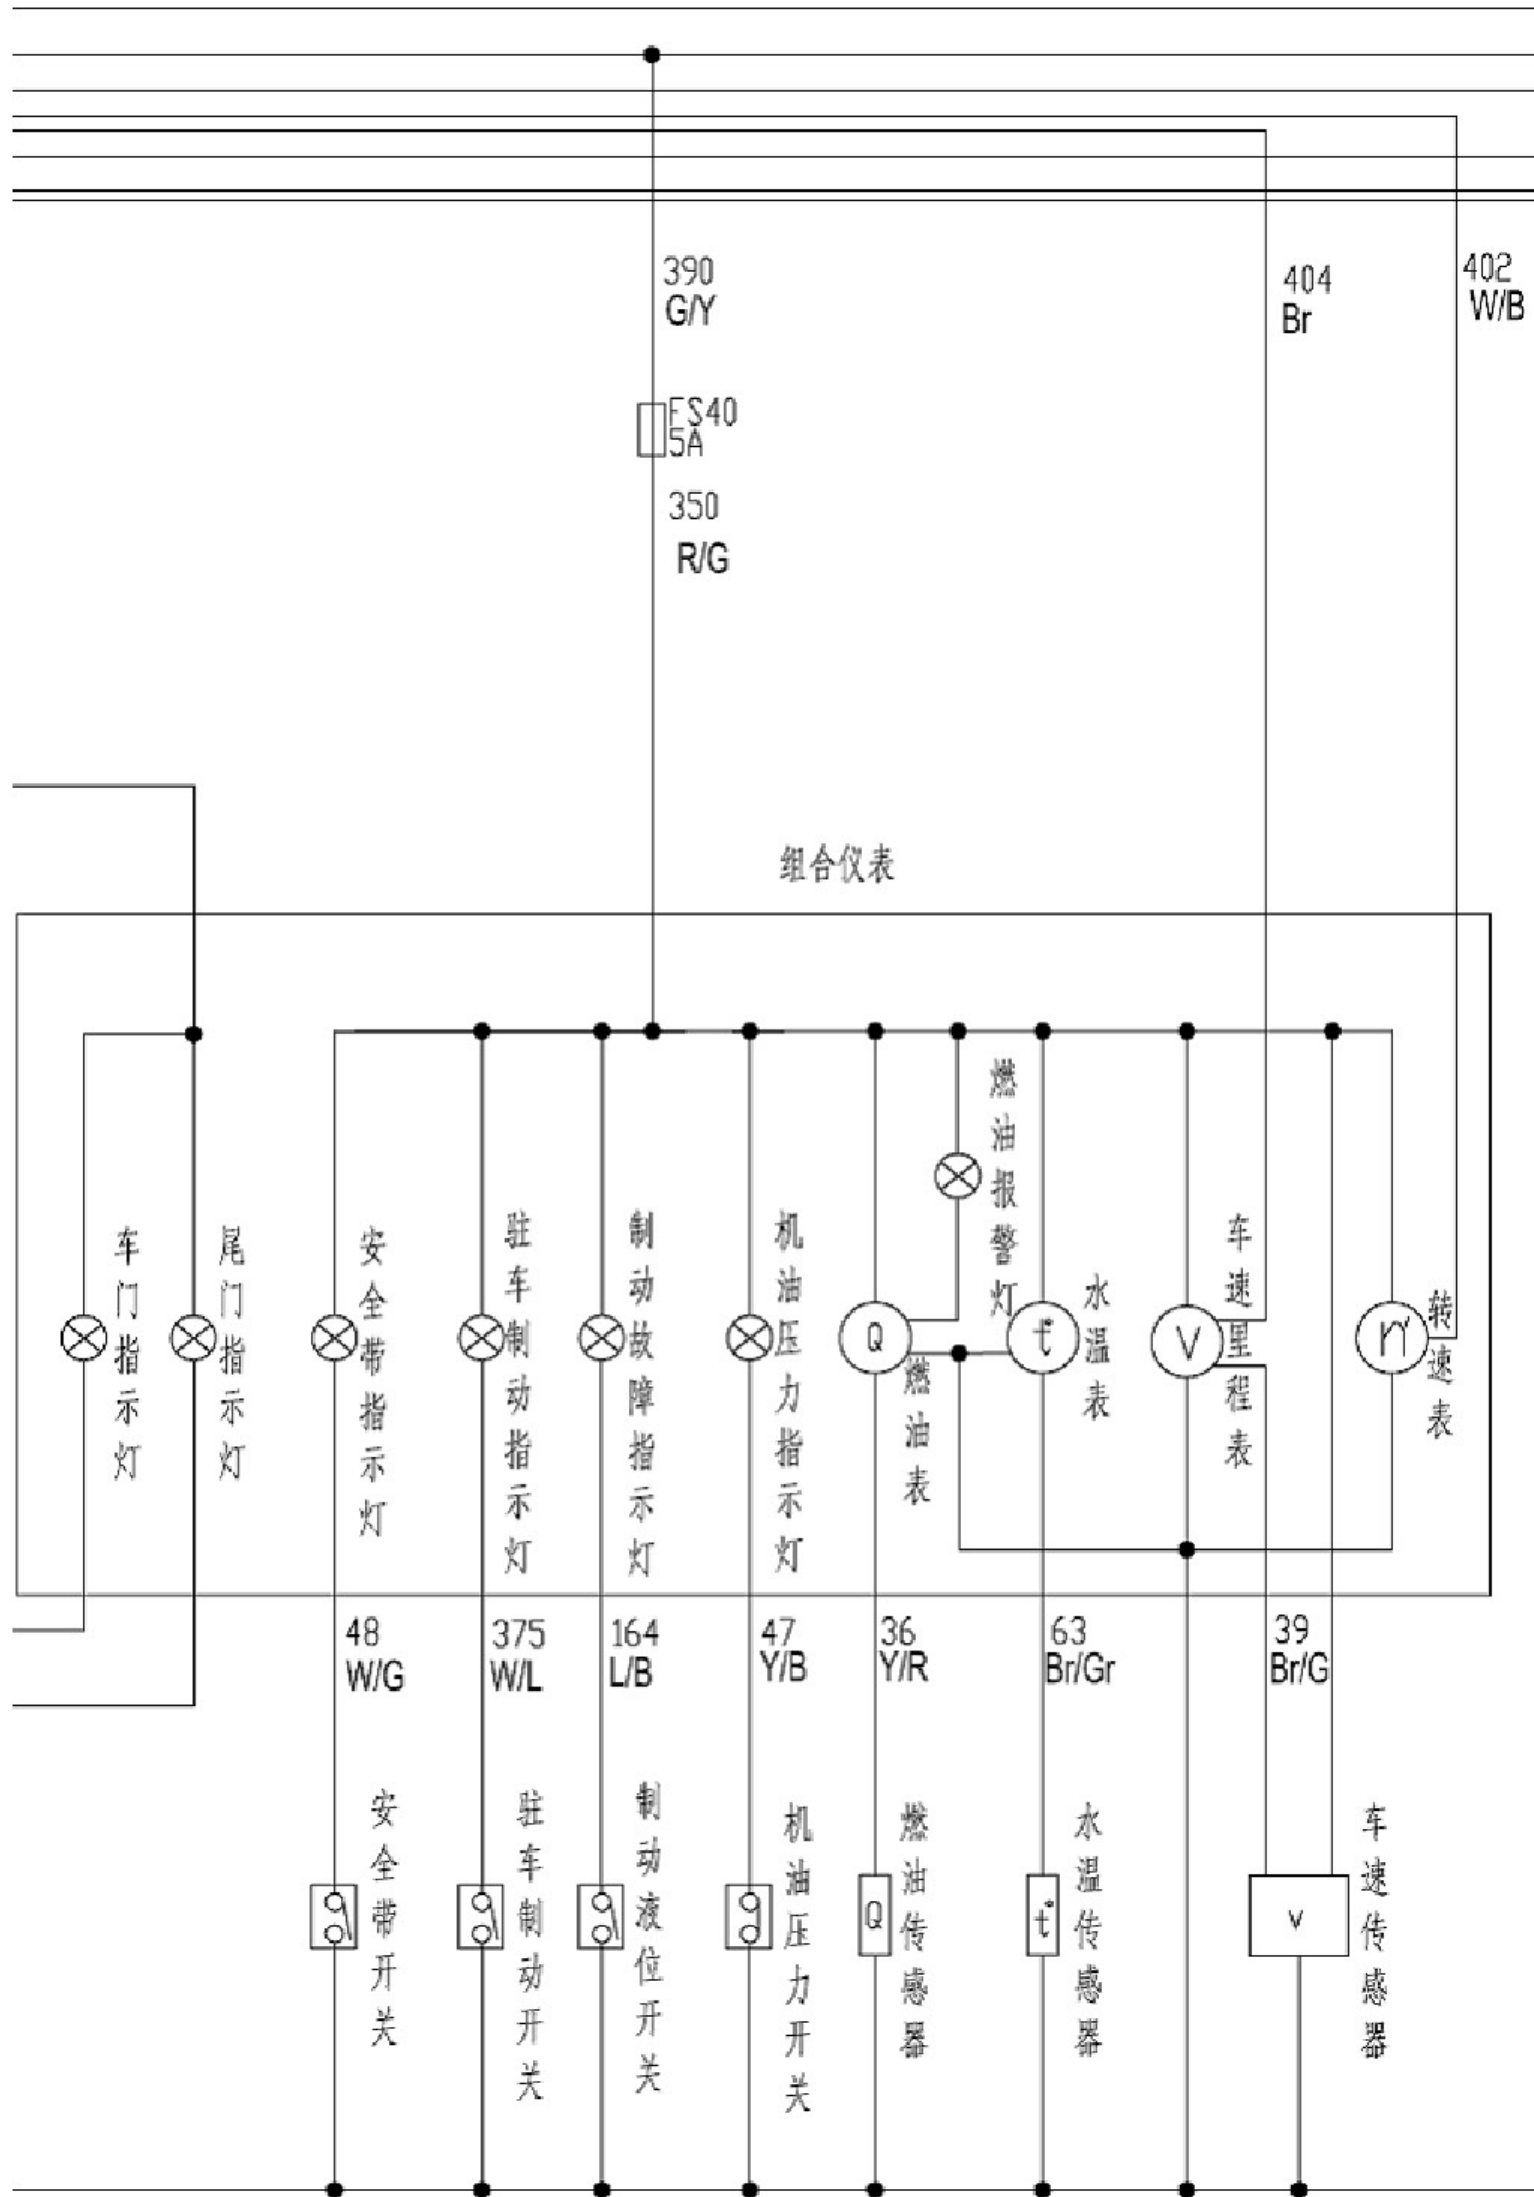 390
G/Y
404
Br
402
W/B
FS40
5A
350
R/G
组合仪表
车门指示灯
尾门指示灯
安全带指示灯
驻车制动指示灯
制动故障指示灯
机油压力指示灯
Q
燃油表
燃油报警灯
t°
水温表
V
车速里程表
n
转速表
48
W/G
375
W/L
164
L/B
47
Y/B
36
Y/R
63
Br/Gr
39
Br/G
安全带开关
驻车制动开关
制动液位开关
机油压力开关
Q
燃油传感器
t°
水温传感器
v
车速传感器